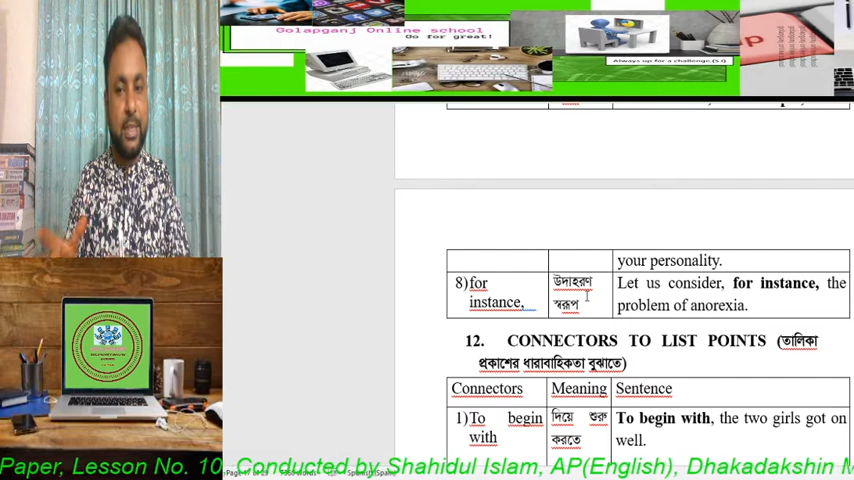 Golapganj Online school
Go for great!
Always up for a challenge.(S.I)
your personality.
8)for instance,
উদাহরণ স্বরূপ
Let us consider, for instance, the
problem of anorexia.
12. CONNECTORS TO LIST POINTS (তালিকা
প্রকাশের ধারাবাহিকতা বুঝাতে)
Connectors Meaning Sentence
1)To begin with
দিয়ে শুরু করতে
To begin with, the two girls got on
well.
Paper, Lesson No. 10, Conducted by Shahidul Islam, AP(English), Dhakadakshin M